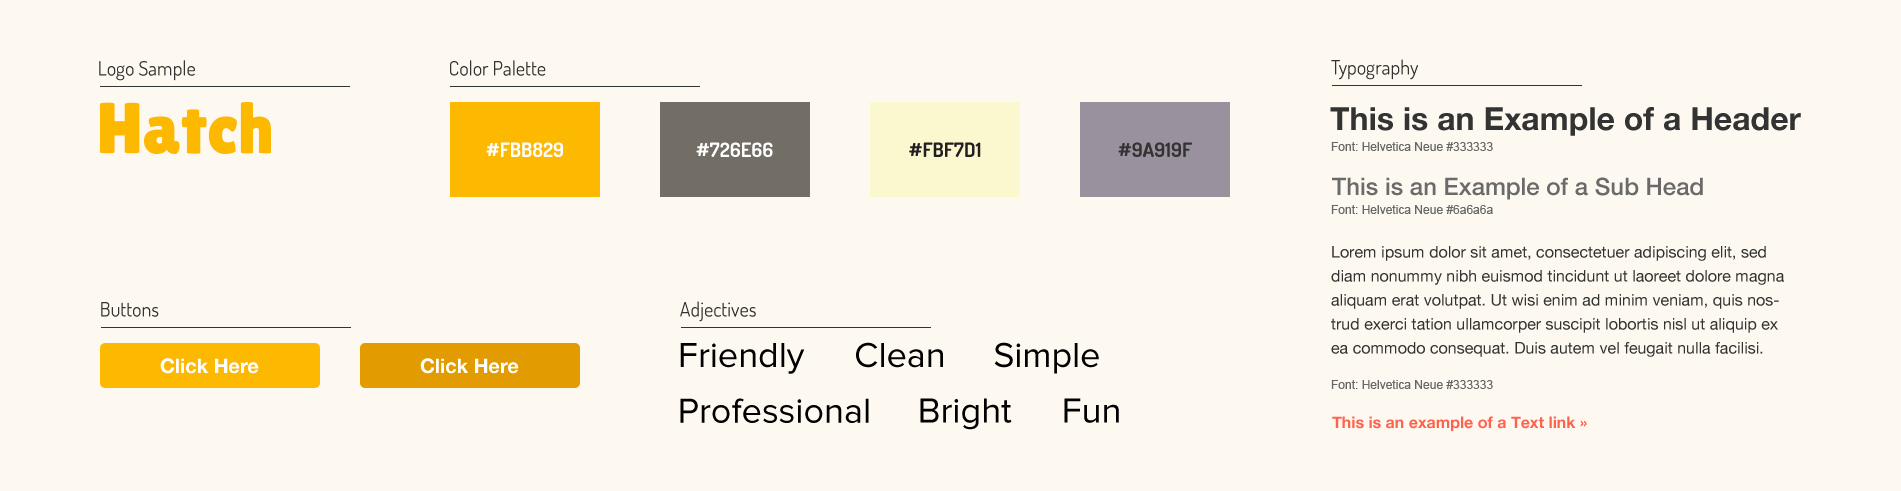 Logo Sample
Hatch
Color Palette
#FBB829
#726E66
#FBF7D1
#9A919F
Typography
This is an Example of a Header
Font: Helvetica Neue #333333
This is an Example of a Sub Head
Font: Helvetica Neue #6a6a6a
Lorem ipsum dolor sit amet, consectetuer adipiscing elit, sed
diam nonummy nibh euismod tincidunt ut laoreet dolore magna
aliquam erat volutpat. Ut wisi enim ad minim veniam, quis nos-
trud exerci tation ullamcorper suscipit lobortis nisl ut aliquip ex
ea commodo consequat. Duis autem vel feugait nulla facilisi.
Font: Helvetica Neue #333333
This is an example of a Text link »
Buttons
Click Here
Click Here
Adjectives
Friendly Clean Simple
Professional Bright Fun